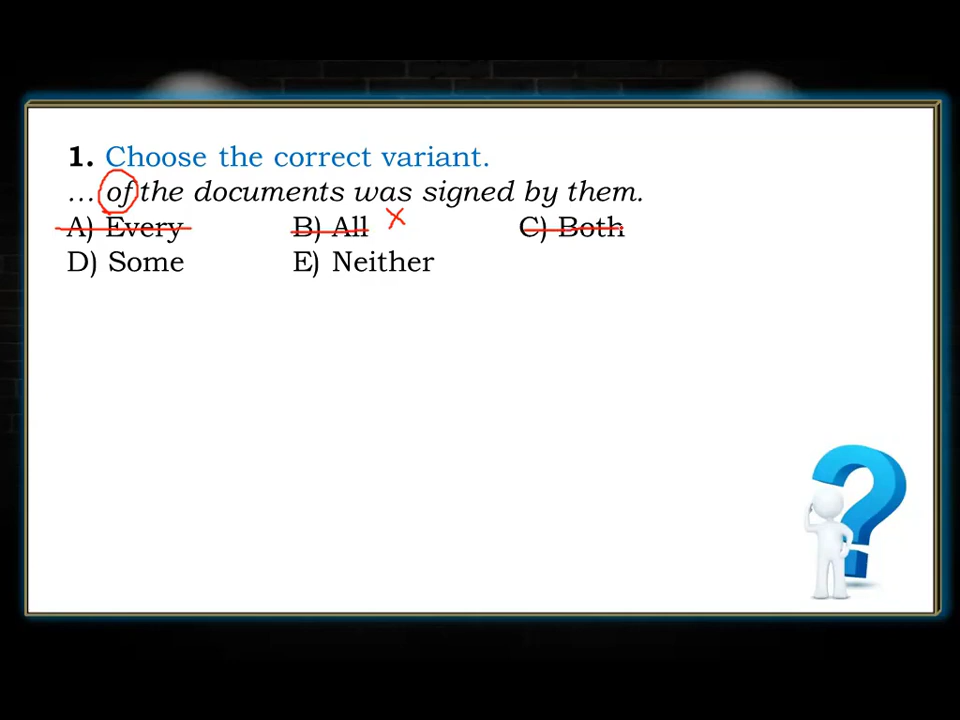 1. Choose the correct variant.
... of the documents was signed by them.
A) Every B) All C) Both
D) Some E) Neither